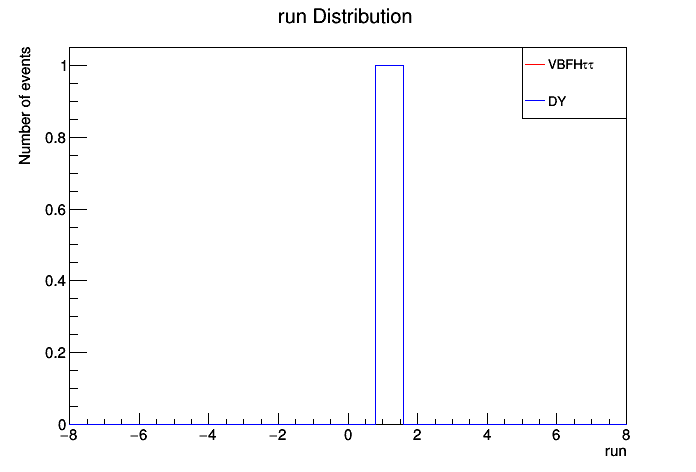 run Distribution
Number of events
1
0.8
0.6
0.4
0.2
0
−8 −6 −4 −2 0 2 4 6 8
run
VBFHττ
DY